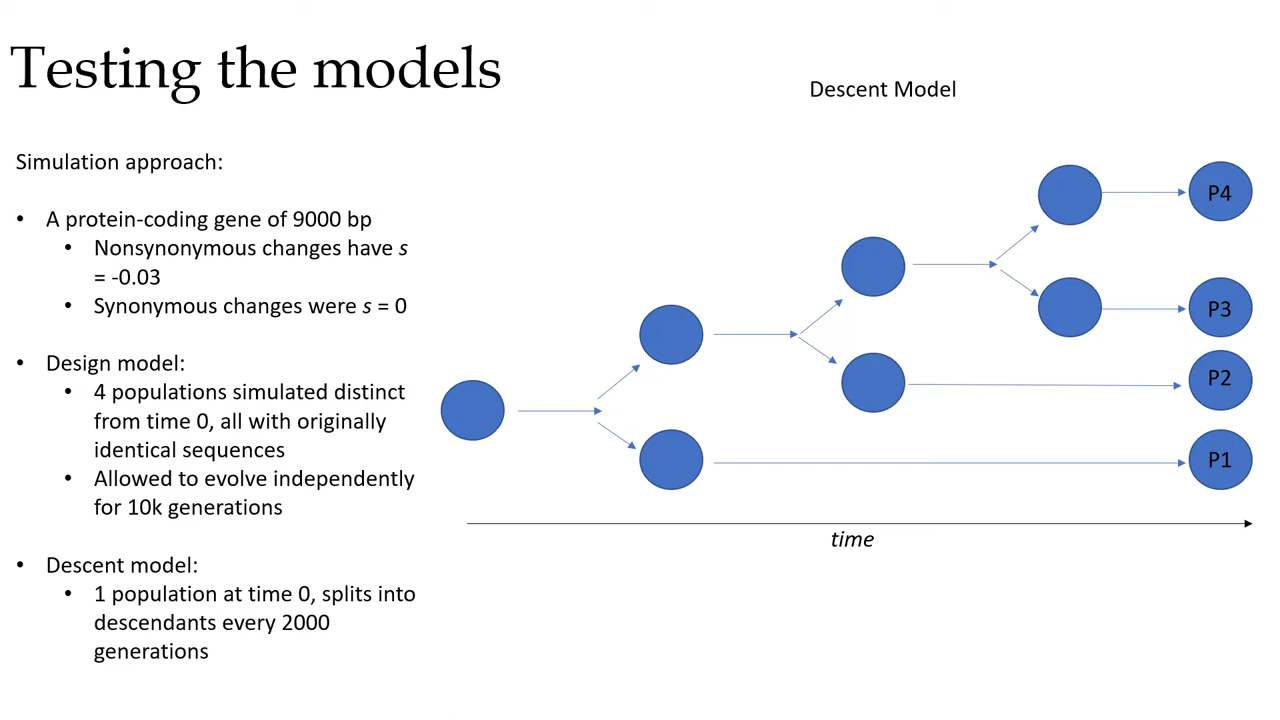 Testing the models
Descent Model
Simulation approach:
• A protein-coding gene of 9000 bp
• Nonsynonymous changes have s
= -0.03
• Synonymous changes were s = 0
• Design model:
• 4 populations simulated distinct
from time 0, all with originally
identical sequences
• Allowed to evolve independently
for 10k generations
• Descent model:
• 1 population at time 0, splits into
descendants every 2000
generations
P4
P3
P2
P1
time